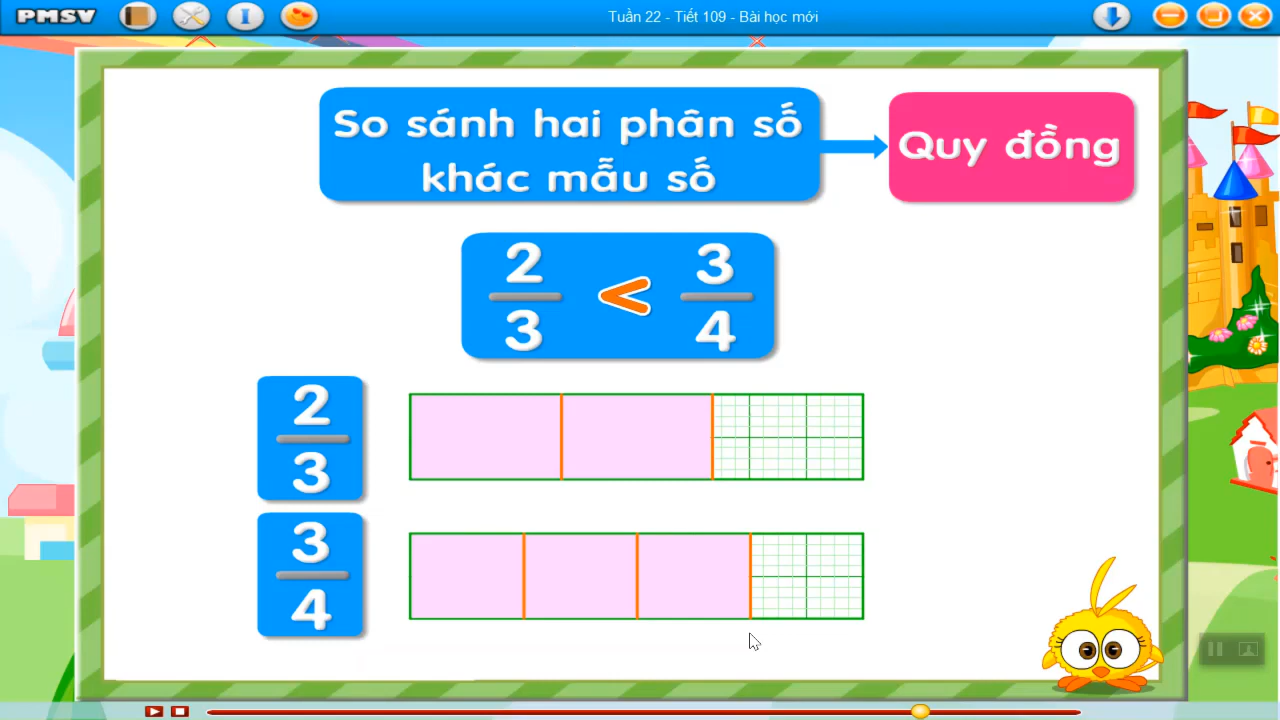 PMSV
Tuần 22 - Tiết 109 - Bài học mới
So sánh hai phân số
khác mẫu số
Quy đồng
2
3
<
3
4
2
3
3
4